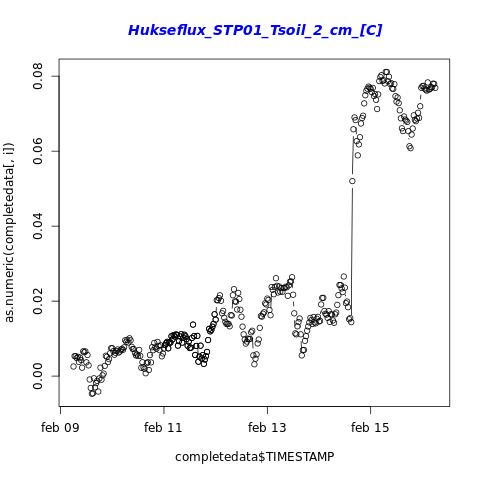 Hukseflux_STP01_Tsoil_2_cm_[C]
as.numeric(completedata[, i])
0.08
0.06
0.04
0.02
0.00
feb 09
feb 11
feb 13
feb 15
completedata$TIMESTAMP